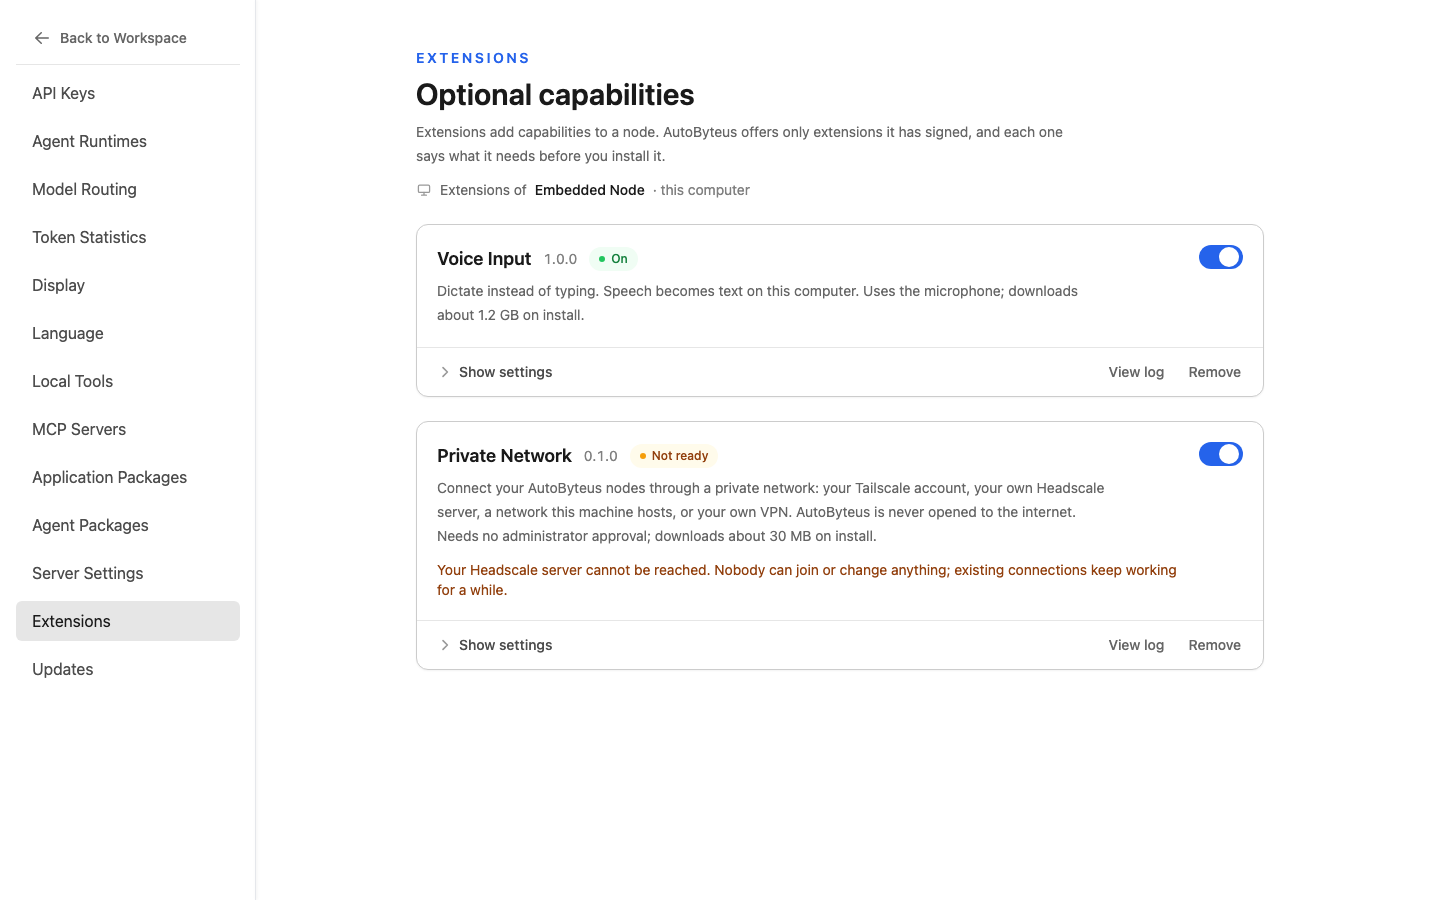 Back to Workspace
API Keys
Agent Runtimes
Model Routing
Token Statistics
Display
Language
Local Tools
MCP Servers
Application Packages
Agent Packages
Server Settings
Extensions
Updates
EXTENSIONS
Optional capabilities
Extensions add capabilities to a node. AutoByteus offers only extensions it has signed, and each one
says what it needs before you install it.
Extensions of Embedded Node · this computer
Voice Input 1.0.0 On
Dictate instead of typing. Speech becomes text on this computer. Uses the microphone; downloads
about 1.2 GB on install.
Show settings View log Remove
Private Network 0.1.0 Not ready
Connect your AutoByteus nodes through a private network: your Tailscale account, your own Headscale
server, a network this machine hosts, or your own VPN. AutoByteus is never opened to the internet.
Needs no administrator approval; downloads about 30 MB on install.
Your Headscale server cannot be reached. Nobody can join or change anything; existing connections keep working
for a while.
Show settings View log Remove